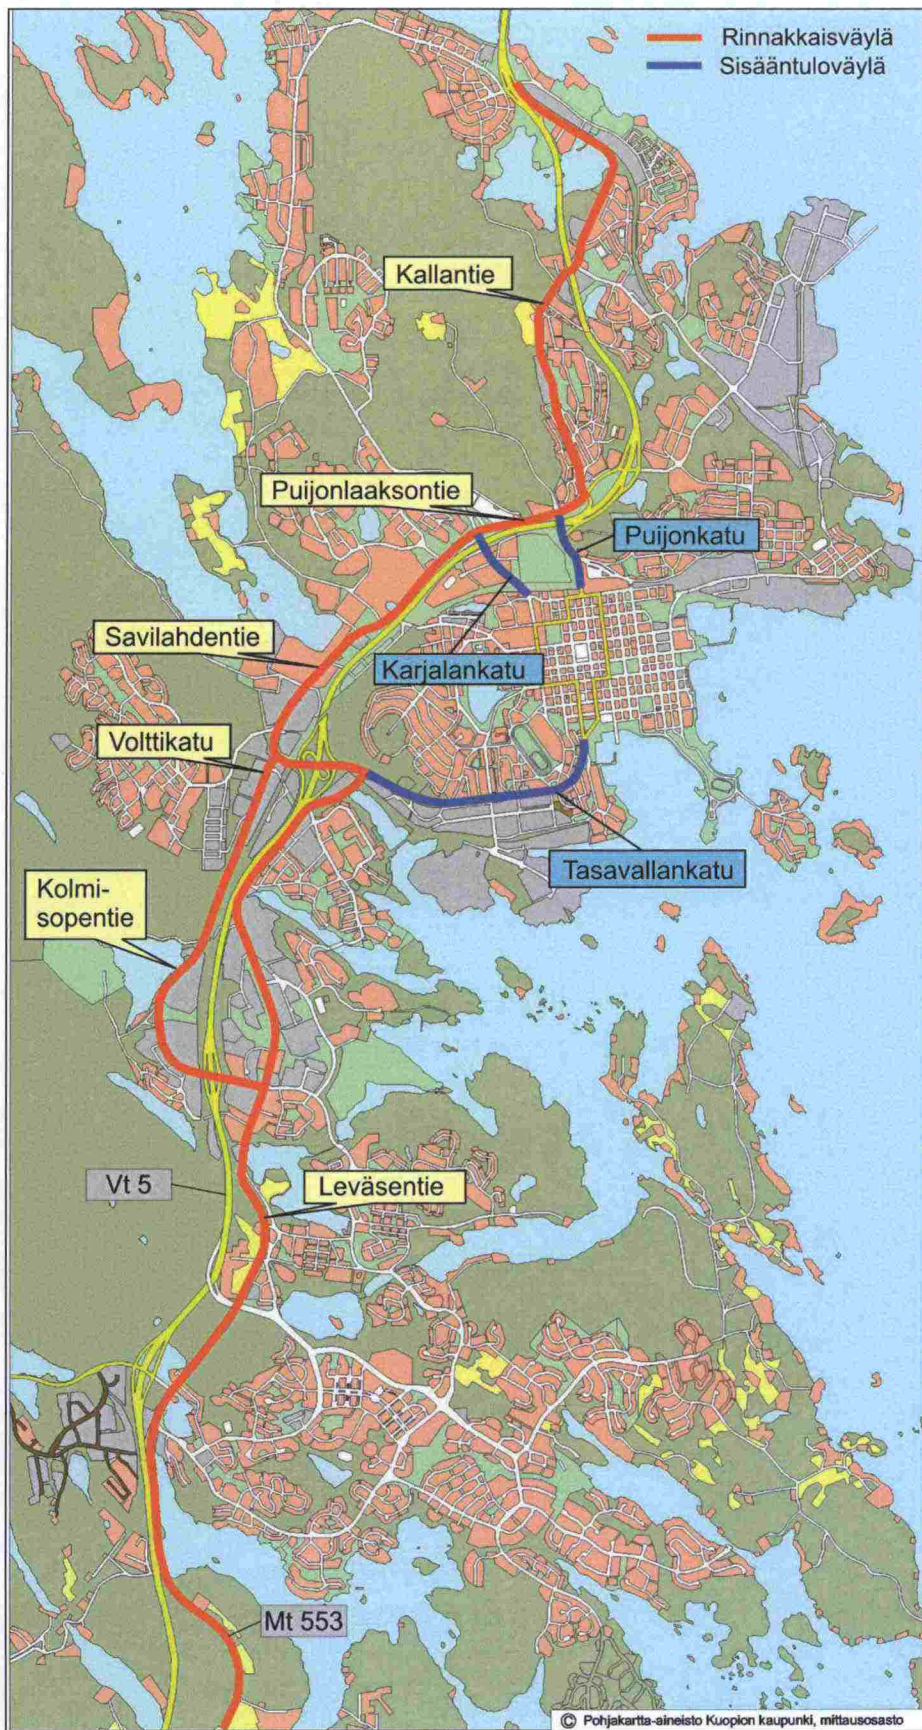 Rinnakkaisväylä
Sisääntuloväylä
Kallantie
Puijonlaaksontie
Puijonkatu
Savilahdentie
Karjalankatu
Volttikatu
Tasavallankatu
Kolmi-
sopentie
Vt 5
Leväsentie
Mt 553
© Pohjakartta-aineisto Kuopion kaupunki, mittausosasto